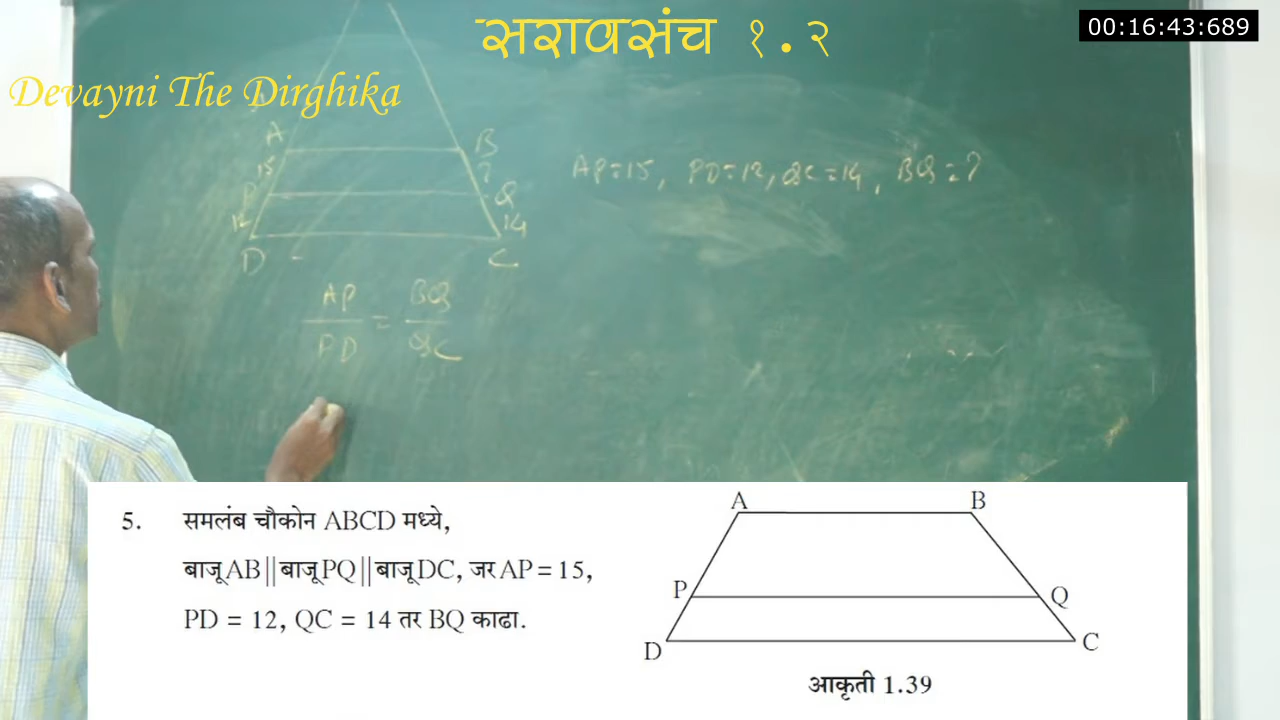 सरावसंच १.२
00:16:43:689
Devayni The Dirghika
A B
15 ?
P Q
12 14
D C
AP=15, PD=12, QC=14, BQ=?
AP = BQ
PD QC
5. समलंब चौकोन ABCD मध्ये,
बाजू AB || बाजू PQ || बाजू DC, जर AP = 15,
PD = 12, QC = 14 तर BQ काढा.
A B
P Q
D C
आकृती 1.39